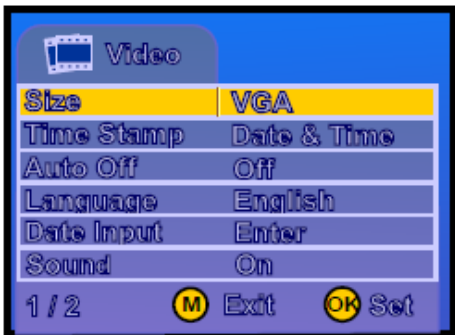 Video
Size VGA
Time Stamp Date & Time
Auto Off Off
Language English
Date Input Enter
Sound On
1 / 2 M Exit OK Set